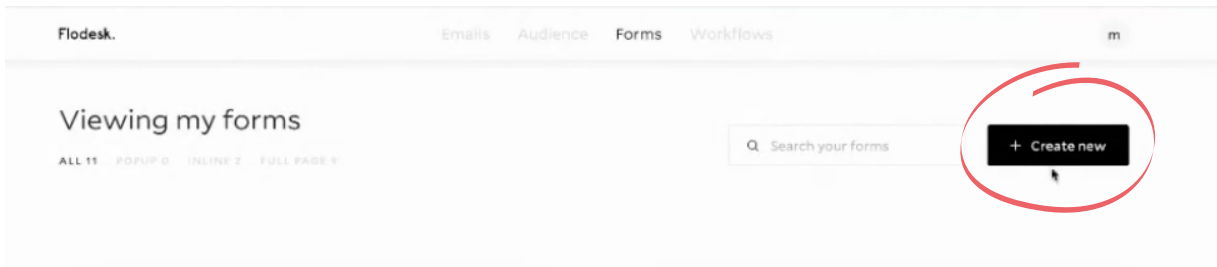 Flodesk. Emails Audience Forms Workflows m
Viewing my forms
Search your forms + Create new
ALL 11 POPUP 0 INLINE 2 FULL PAGE 9